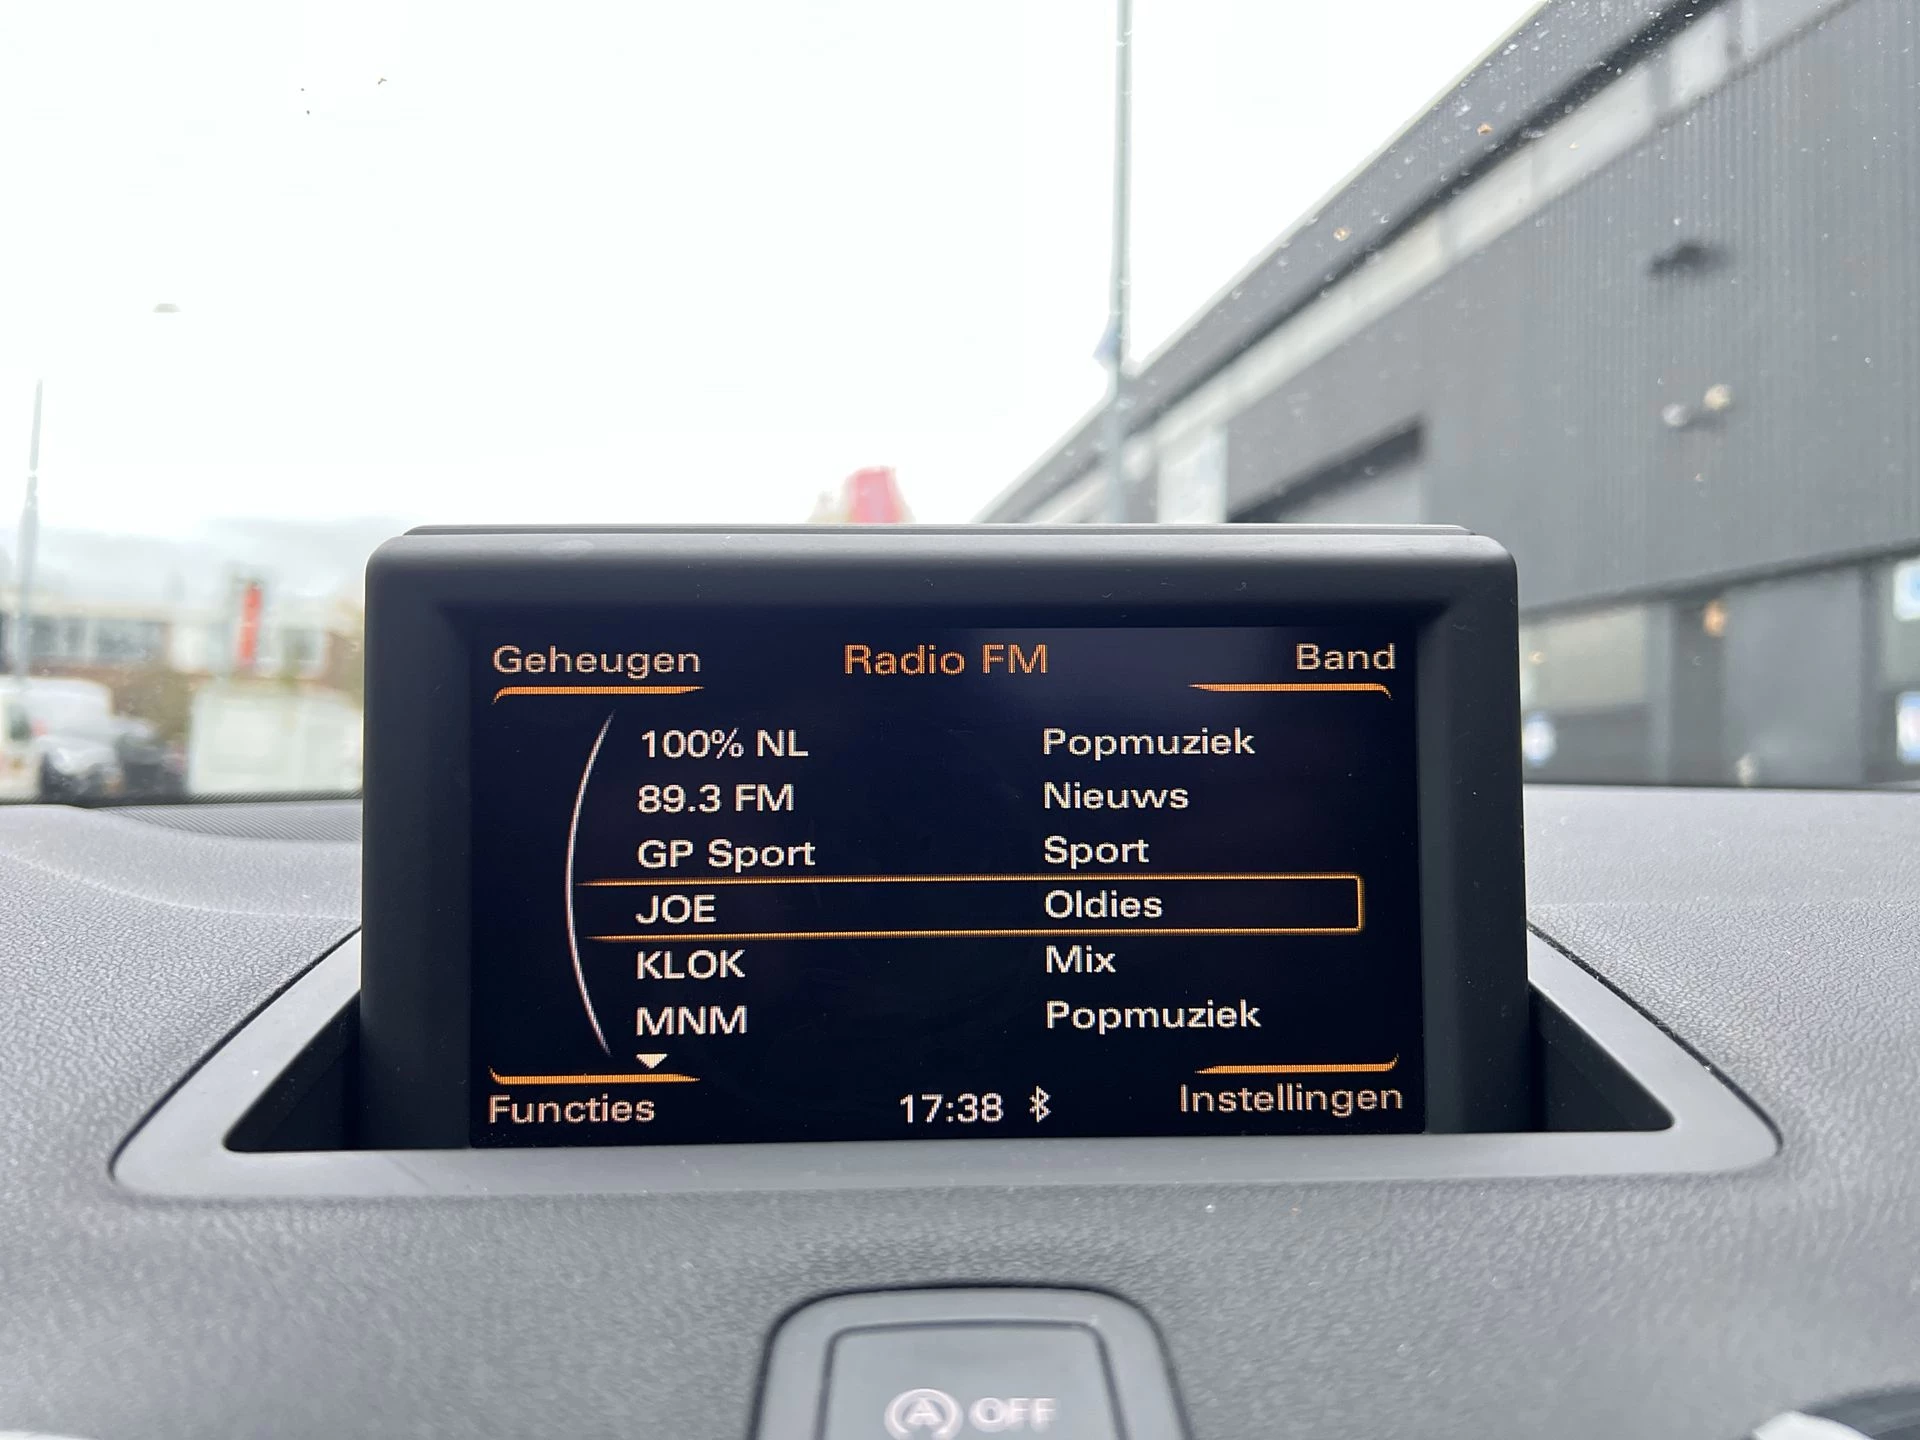 Geheugen Radio FM Band
100% NL Popmuziek
89.3 FM Nieuws
GP Sport Sport
JOE Oldies
KLOK Mix
MNM Popmuziek
Functies 17:38 Instellingen
A OFF